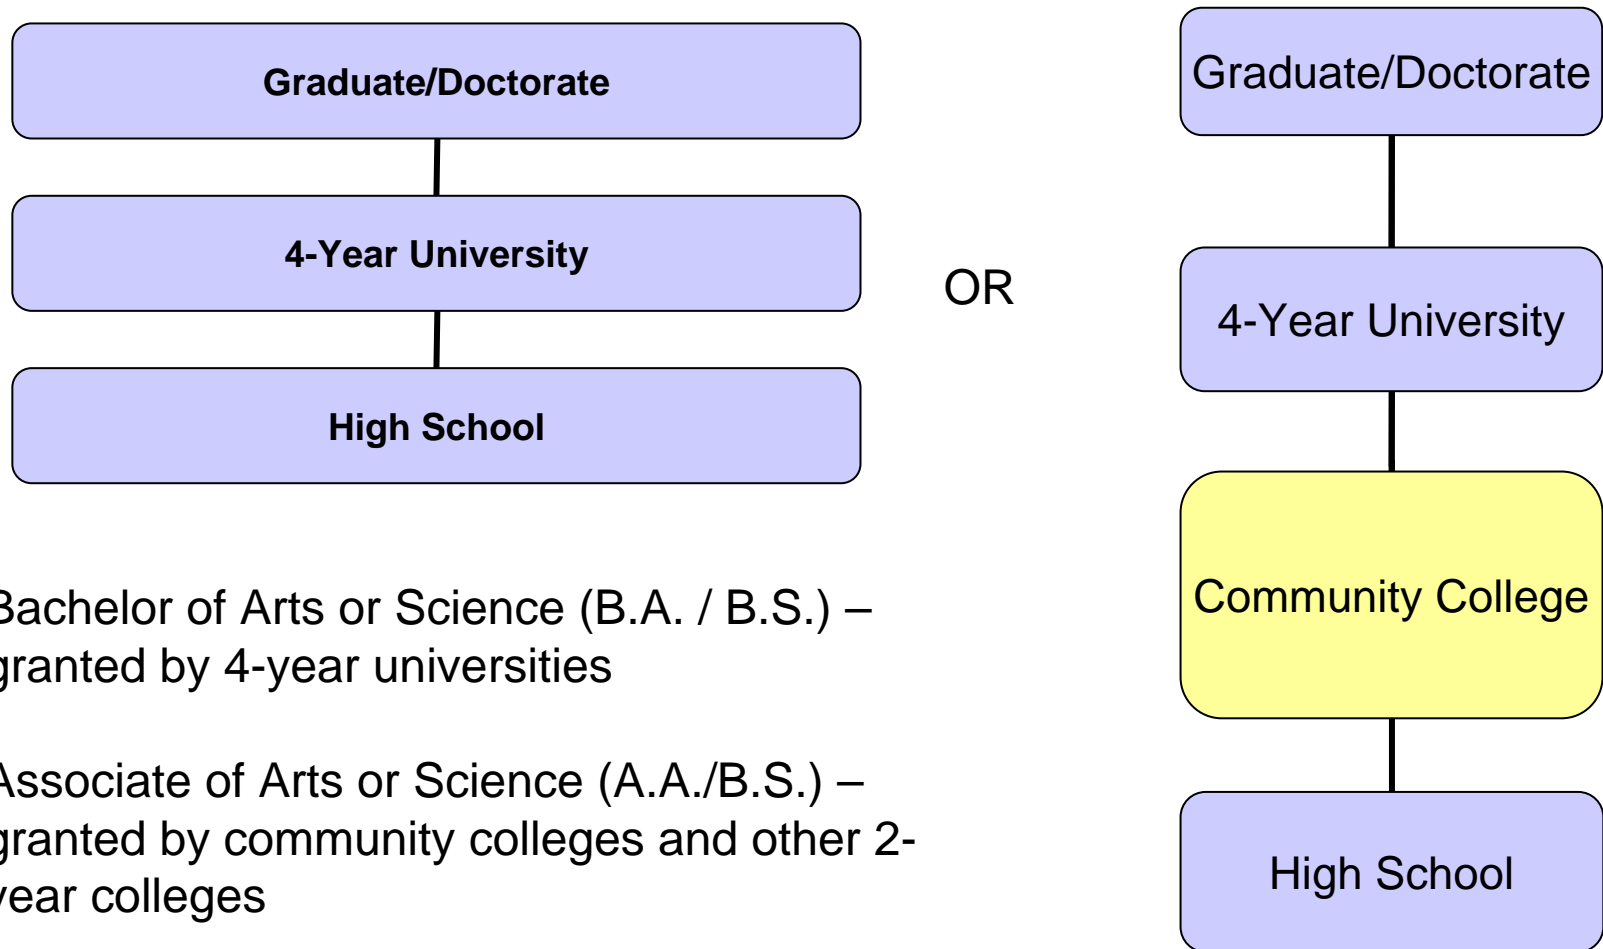 Graduate/Doctorate
4-Year University
High School
OR
Graduate/Doctorate
4-Year University
Community College
High School
Bachelor of Arts or Science (B.A. / B.S.) –
granted by 4-year universities
Associate of Arts or Science (A.A./B.S.) –
granted by community colleges and other 2-
year colleges